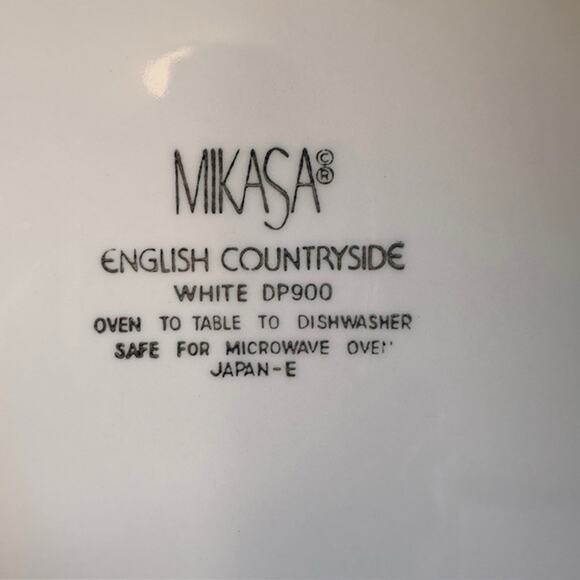 MIKASA ©®
ENGLISH COUNTRYSIDE
WHITE DP900
OVEN TO TABLE TO DISHWASHER
SAFE FOR MICROWAVE OVEN
JAPAN-E